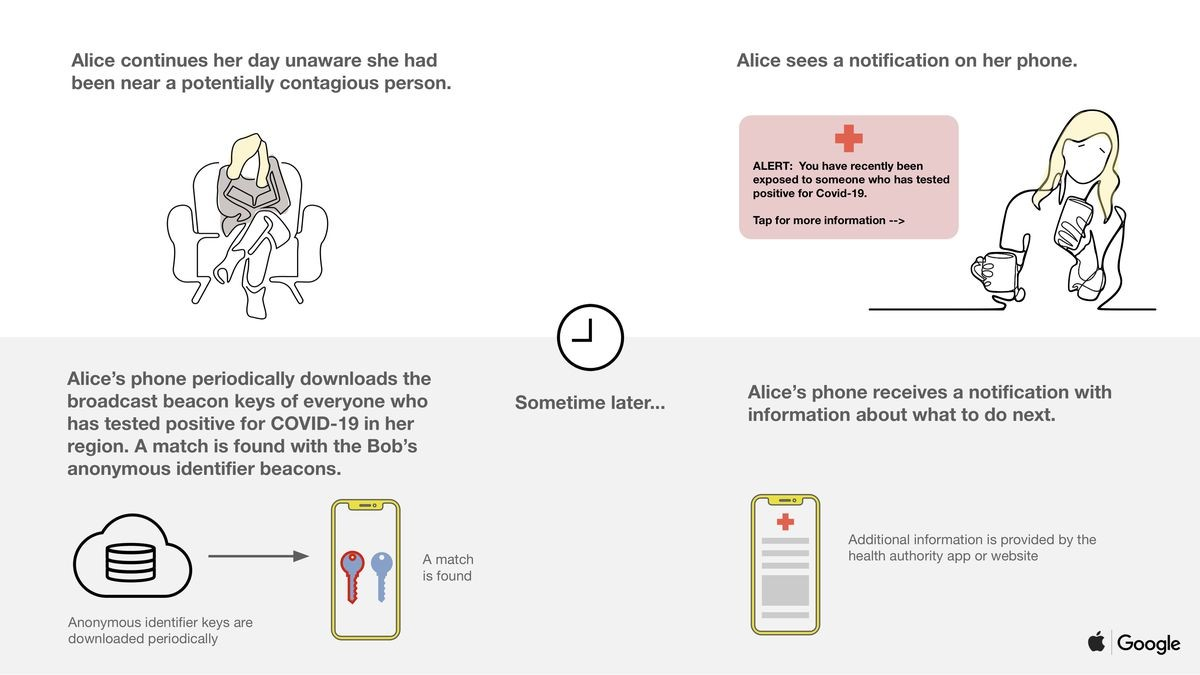 Alice continues her day unaware she had
been near a potentially contagious person.
Alice sees a notification on her phone.
ALERT:  You have recently been
exposed to someone who has tested
positive for Covid-19.
Tap for more information -->
Alice’s phone periodically downloads the
broadcast beacon keys of everyone who
has tested positive for COVID-19 in her
region. A match is found with the Bob’s
anonymous identifier beacons.
A match
is found
Anonymous identifier keys are
downloaded periodically
Sometime later...
Alice’s phone receives a notification with
information about what to do next.
Additional information is provided by the
health authority app or website
Google